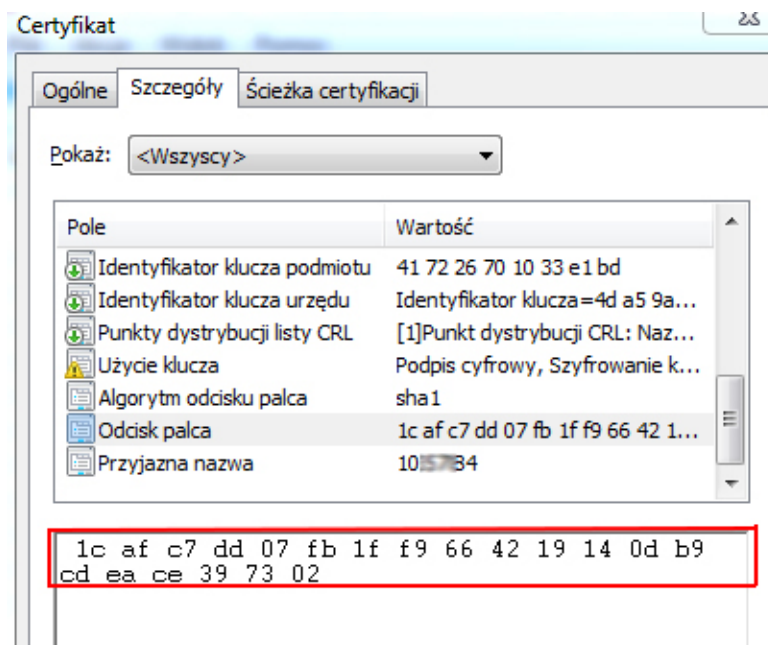 Certyfikat
Ogólne Szczegóły Ścieżka certyfikacji
Pokaż: <Wszyscy>
Pole Wartość
Identyfikator klucza podmiotu 41 72 26 70 10 33 e1 bd
Identyfikator klucza urzędu Identyfikator klucza=4d a5 9a...
Punkty dystrybucji listy CRL [1]Punkt dystrybucji CRL: Naz...
Użycie klucza Podpis cyfrowy, Szyfrowanie k...
Algorytm odcisku palca sha1
Odcisk palca 1c af c7 dd 07 fb 1f f9 66 42 1...
Przyjazna nazwa
1c af c7 dd 07 fb 1f f9 66 42 19 14 0d b9
cd ea ce 39 73 02